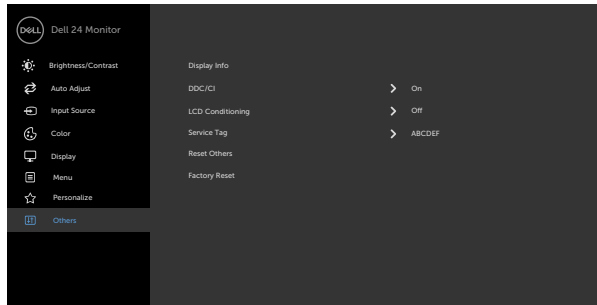 DELL Dell 24 Monitor
Brightness/Contrast
Auto Adjust
Input Source
Color
Display
Menu
Personalize
Others
Display Info
DDC/CI > On
LCD Conditioning > Off
Service Tag > ABCDEF
Reset Others
Factory Reset